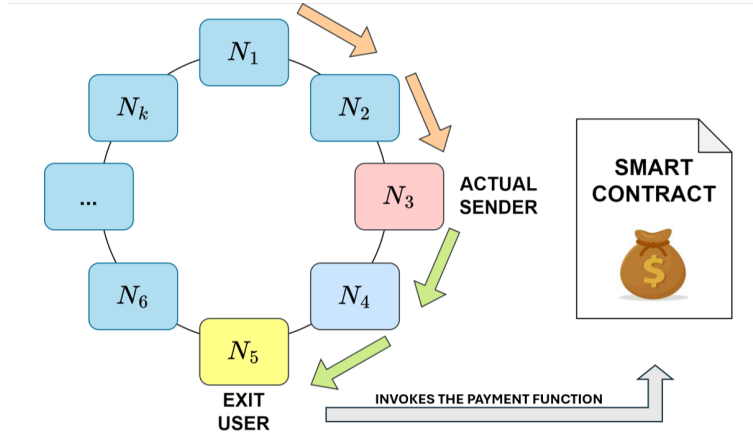 N₁
Nₖ
N₂
...
N₃
ACTUAL
SENDER
SMART
CONTRACT
$
N₆
N₄
N₅
EXIT
USER
INVOKES THE PAYMENT FUNCTION